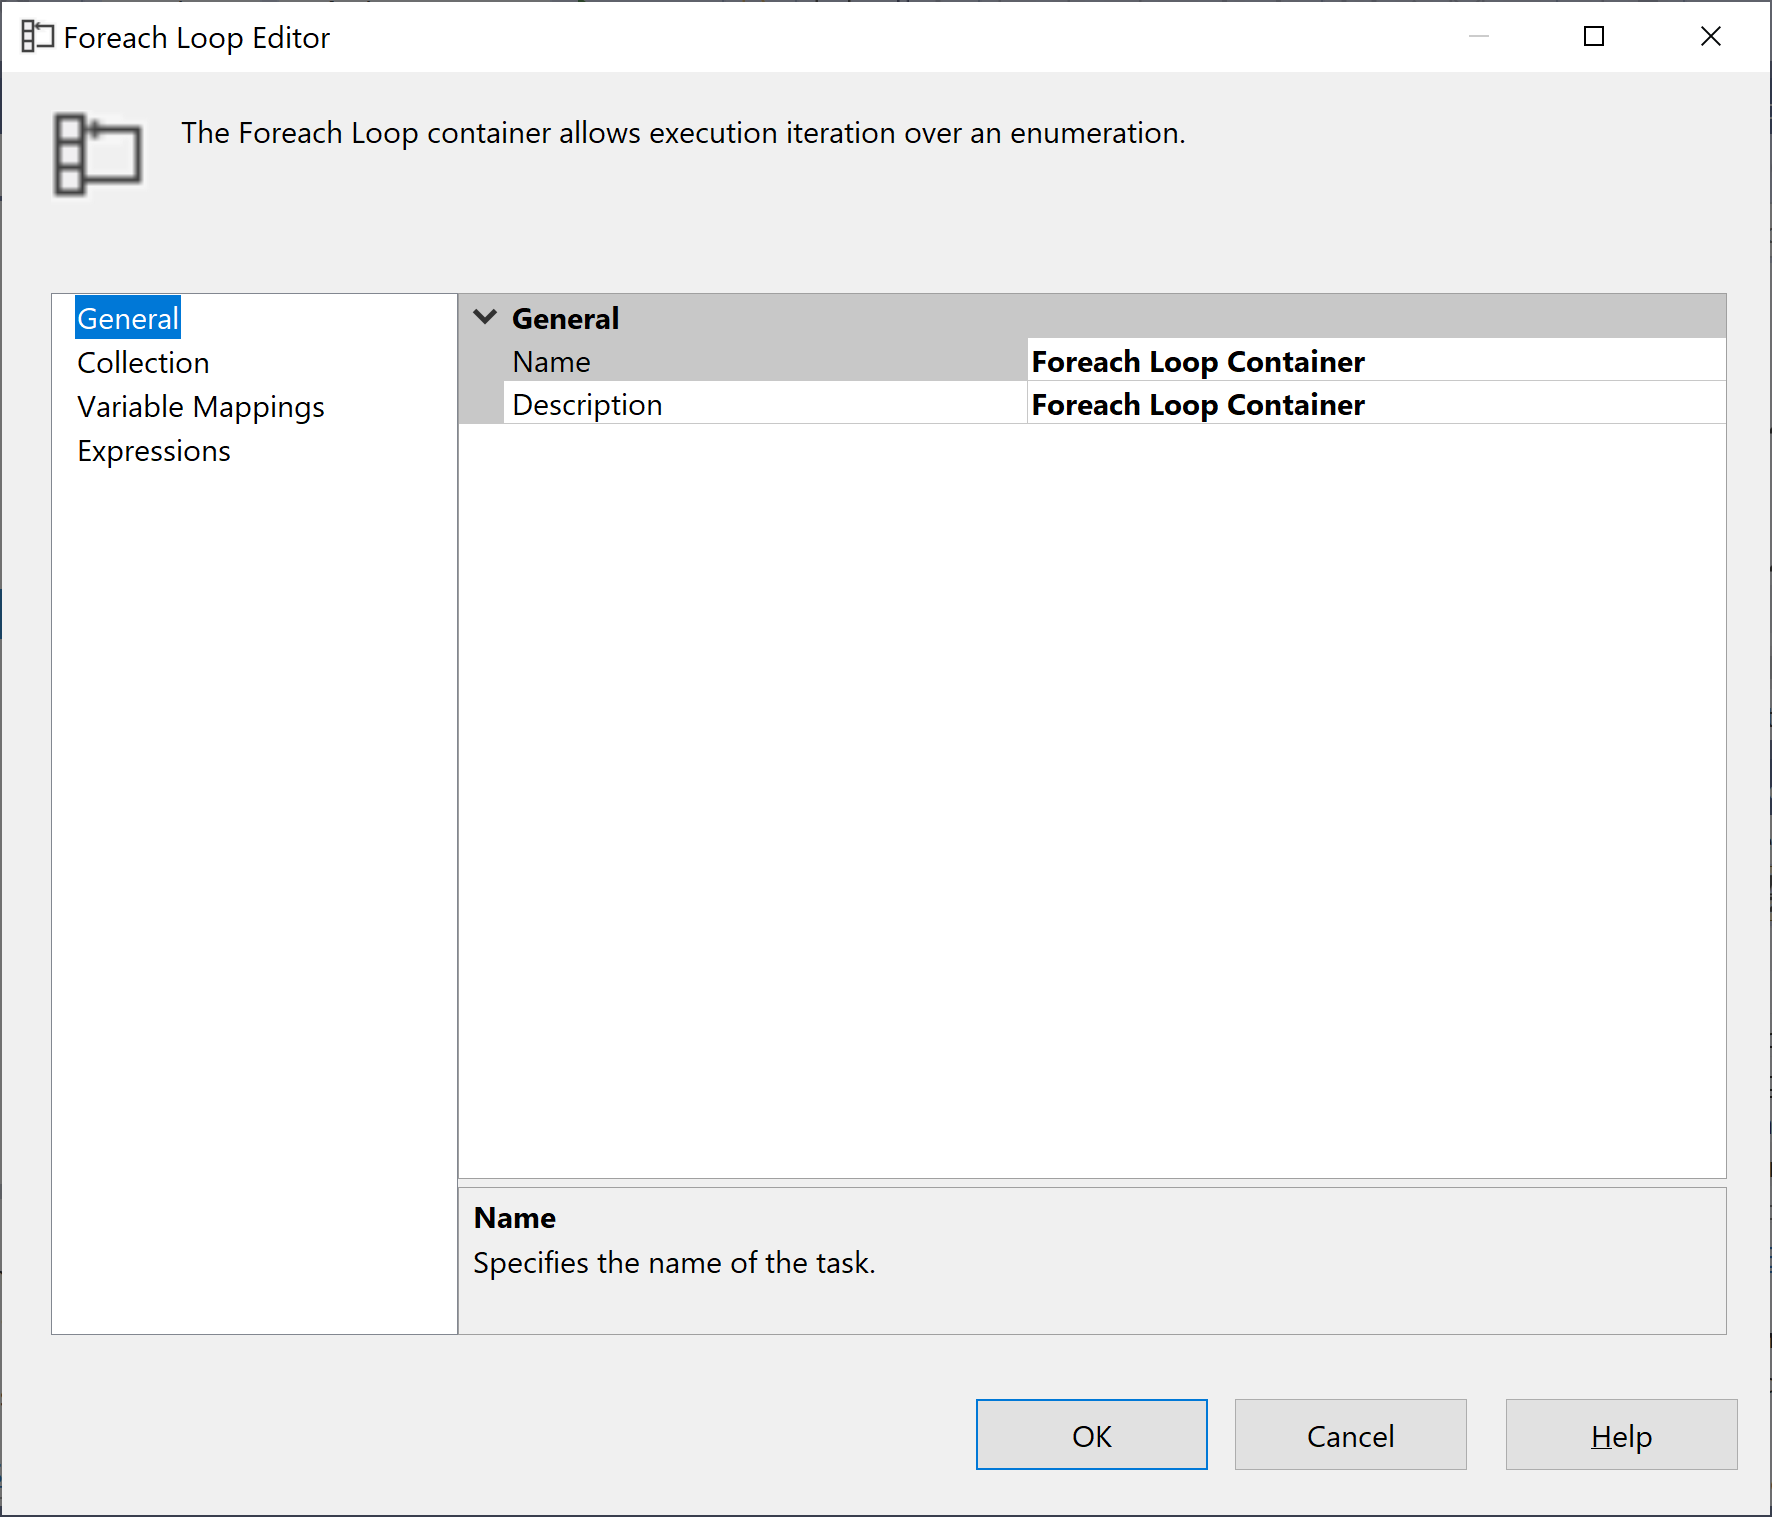 Foreach Loop Editor
The Foreach Loop container allows execution iteration over an enumeration.
General
Collection
Variable Mappings
Expressions
General
Name Foreach Loop Container
Description Foreach Loop Container
Name
Specifies the name of the task.
OK Cancel Help